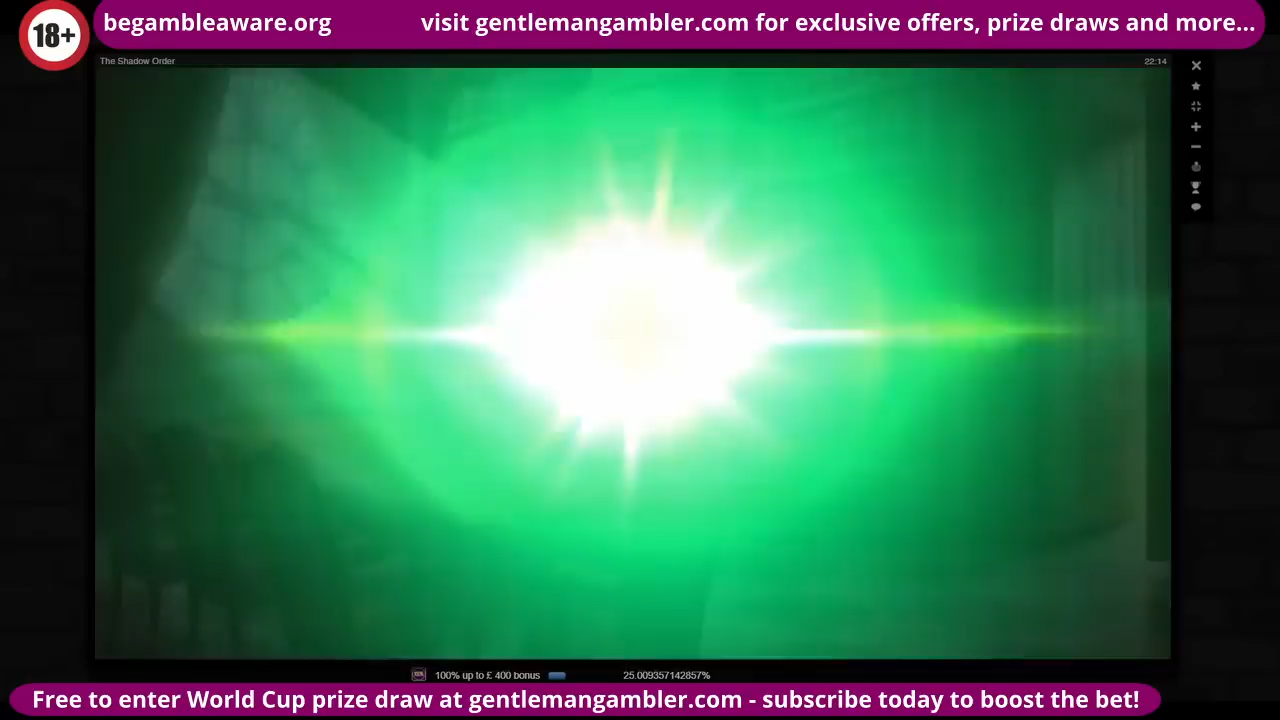 18+
begambleaware.org
visit gentlemangambler.com for exclusive offers, prize draws and more...
The Shadow Order
22:14
100% up to £ 400 bonus
25.009357142857%
Free to enter World Cup prize draw at gentlemangambler.com - subscribe today to boost the bet!